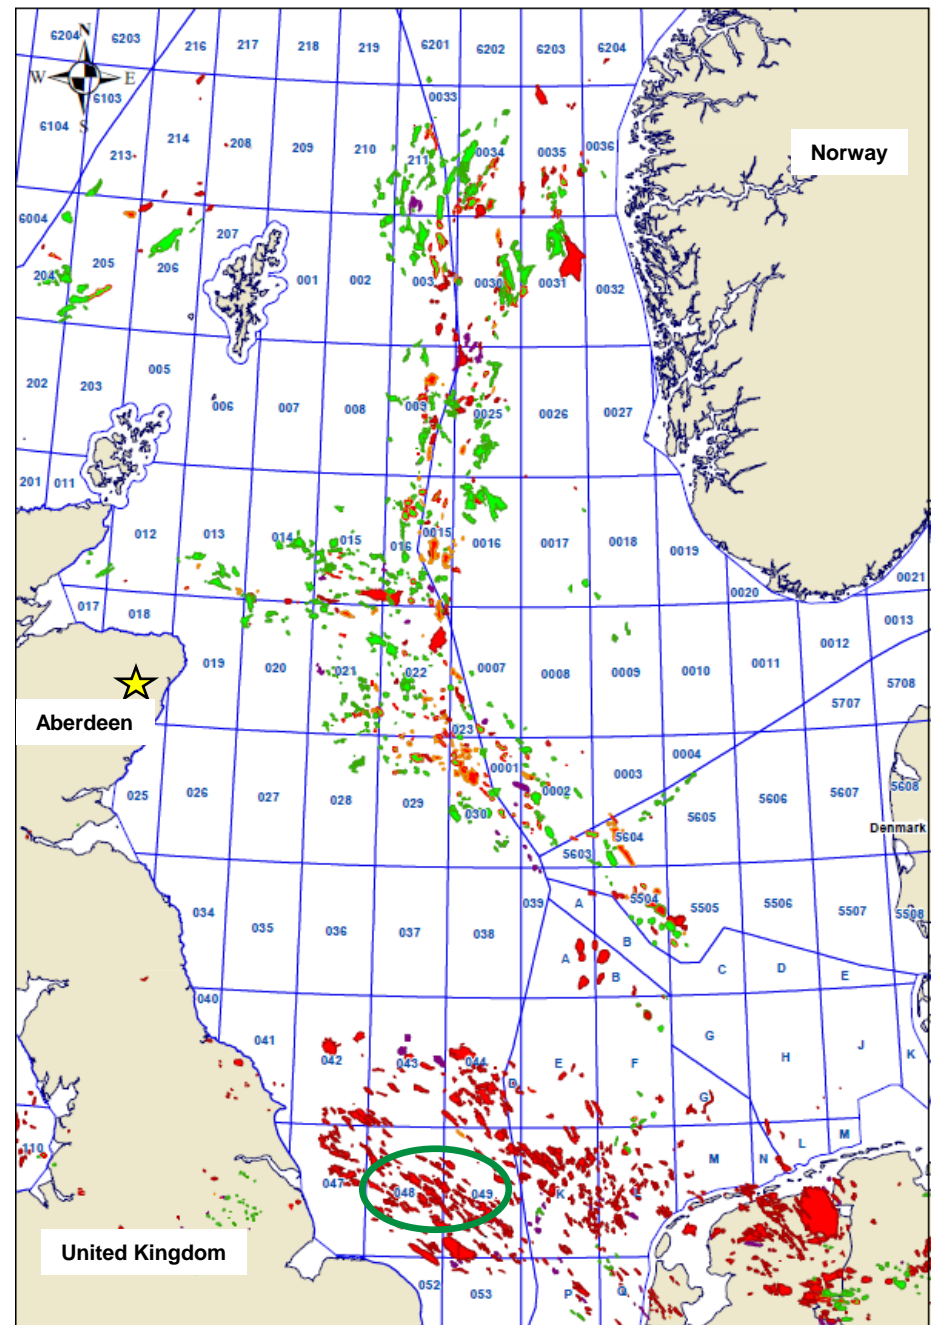 6204 N 6203 216 217 218 219 6201 6202 6203 6204
W E
6103 0033
6104 S 213 214 208 209 210 211 0034 0035 0036
Norway
6004 207
204 205 206 001 002 003 0030 0031 0032
202 203 005 006 007 008 009 0025 0026 0027
201 011
012 013 014 015 016 0015 0016 0017 0018 0019
0020 0021
017 018 0013
019 020 021 022 0007 0008 0009 0010 0011 0012
5708
Aberdeen
023 5707
0001 0002 0003 0004
025 026 027 028 029 030 5605 5606 5607 5608
5603 5604 Denmark
034 035 036 037 038 039 A 5504 5505 5506 5507 5508
B
A B C D E
040
041 042 043 044 D E F G H J K
G
110 M N L M
047 048 049 K L
United Kingdom
052 053 P Q